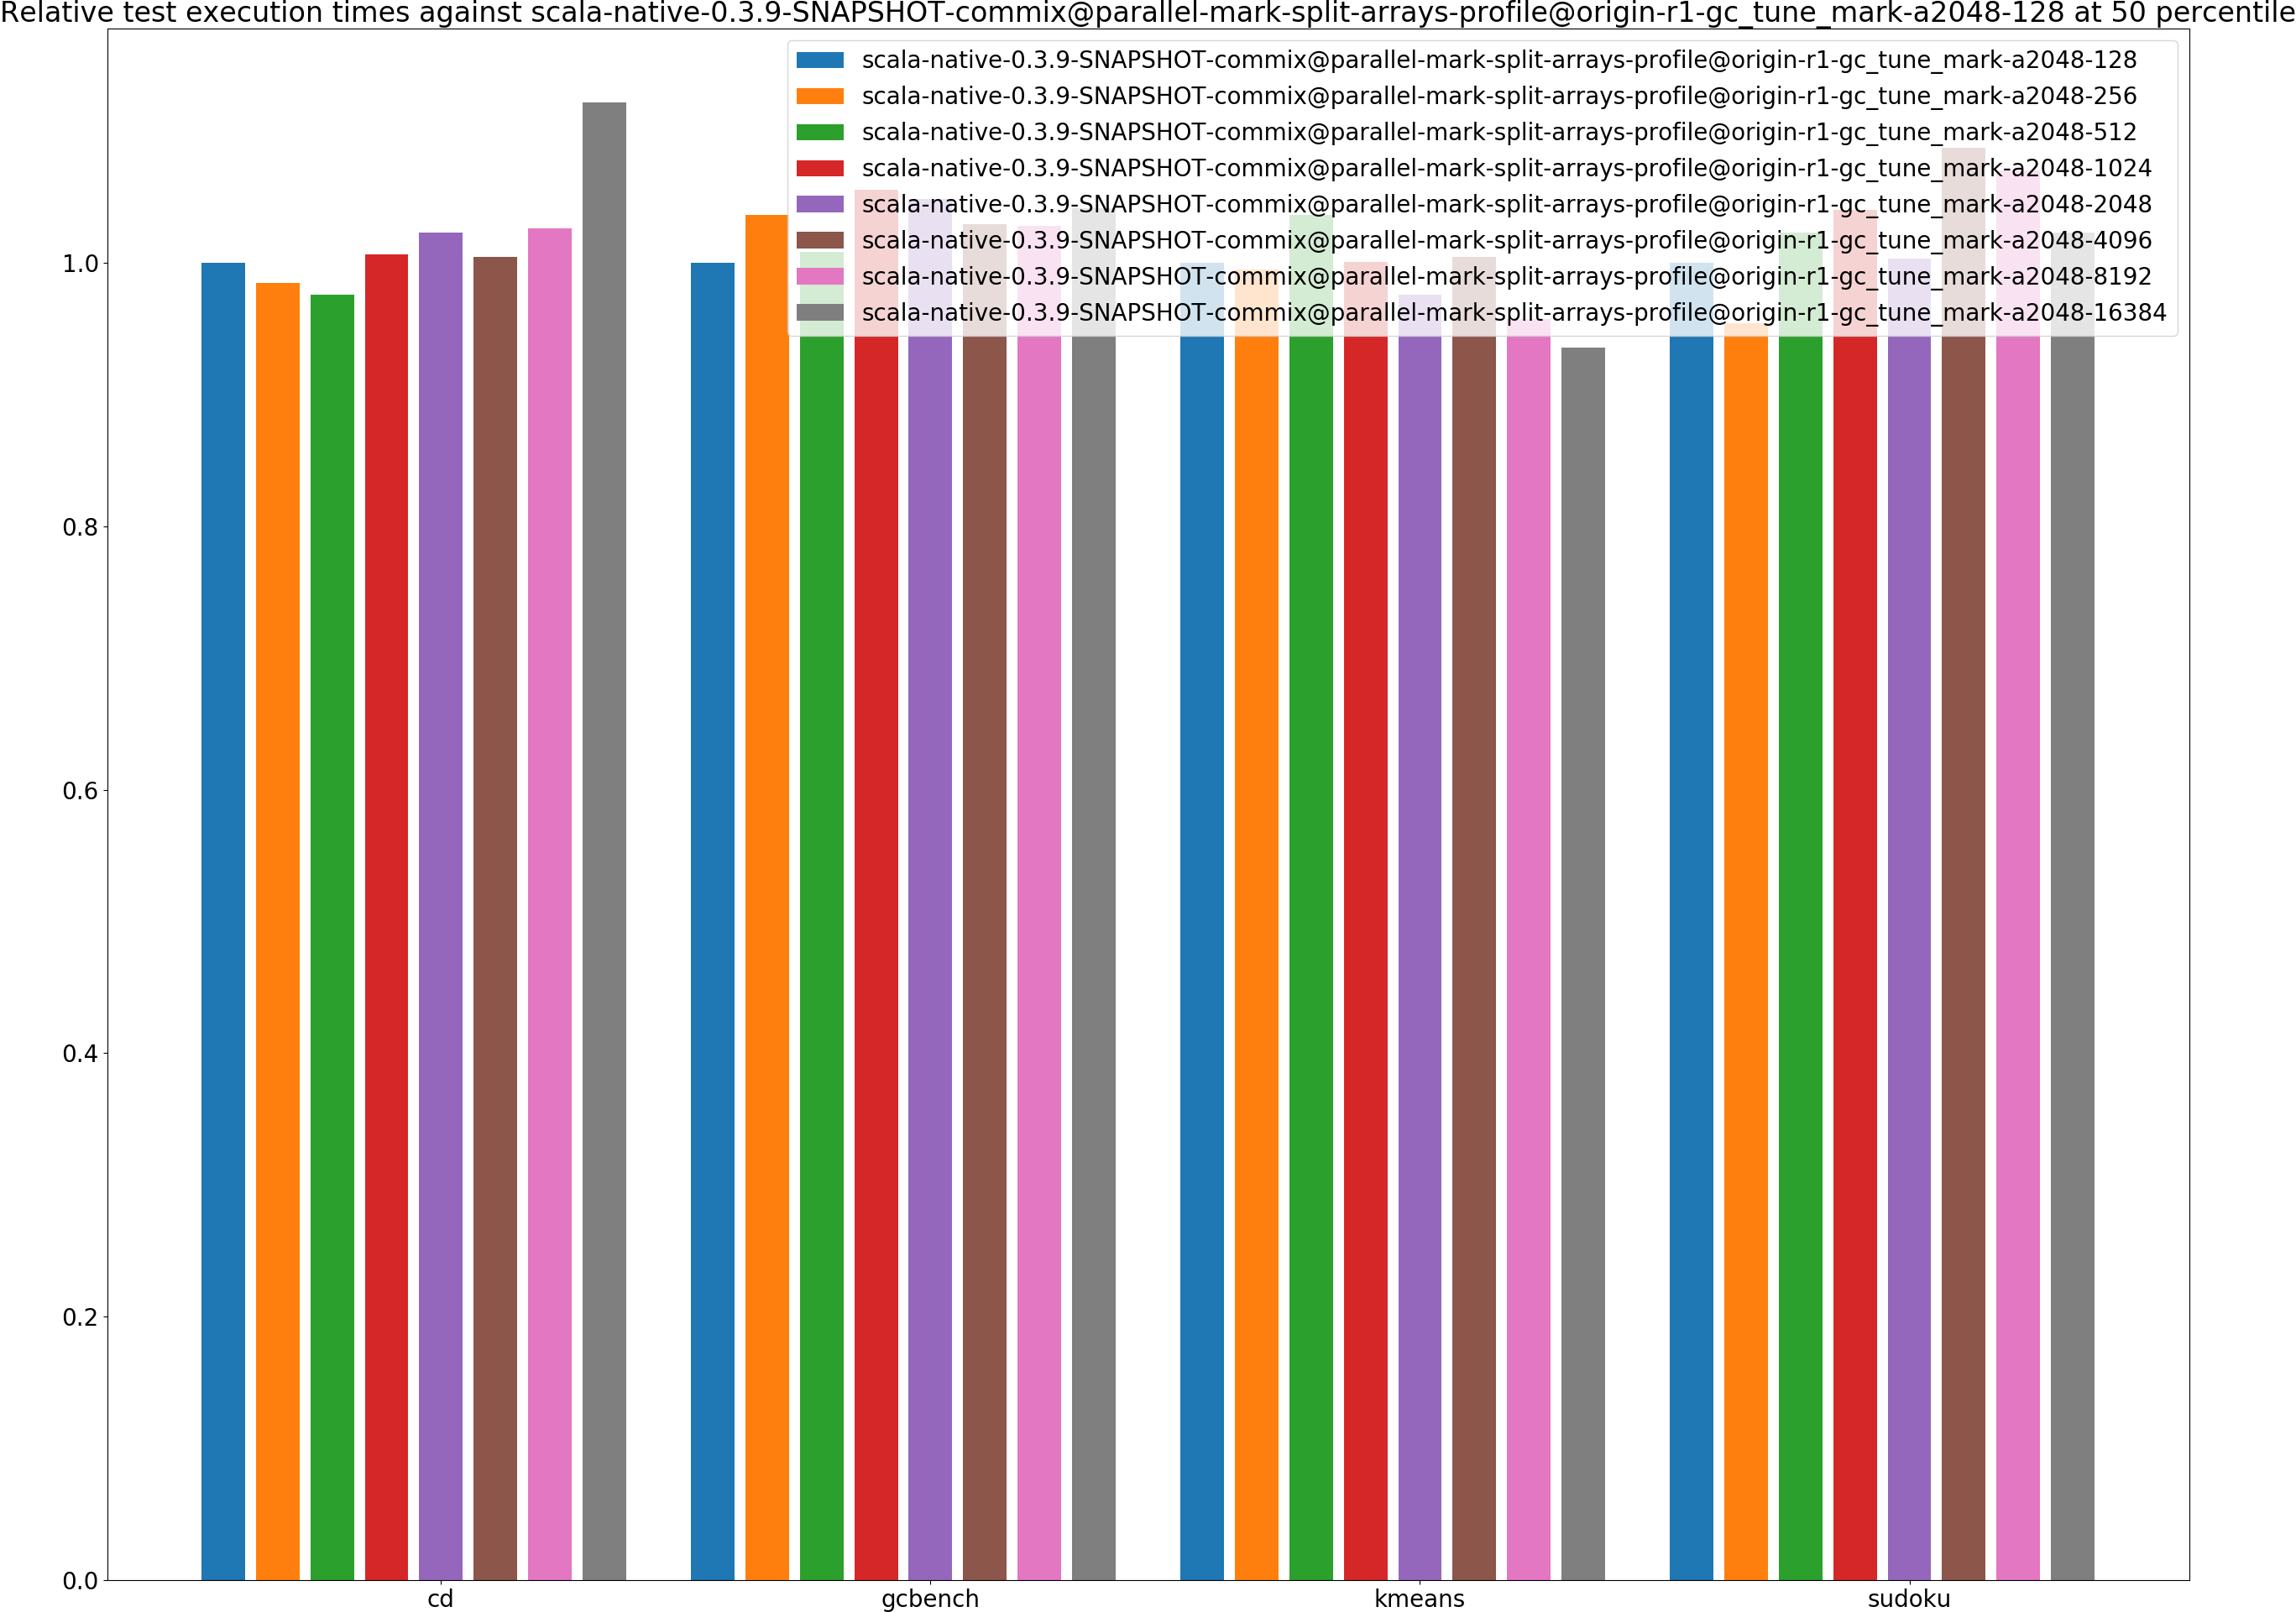 Relative test execution times against scala-native-0.3.9-SNAPSHOT-commix@parallel-mark-split-arrays-profile@origin-r1-gc_tune_mark-a2048-128 at 50 percentile
scala-native-0.3.9-SNAPSHOT-commix@parallel-mark-split-arrays-profile@origin-r1-gc_tune_mark-a2048-128
scala-native-0.3.9-SNAPSHOT-commix@parallel-mark-split-arrays-profile@origin-r1-gc_tune_mark-a2048-256
scala-native-0.3.9-SNAPSHOT-commix@parallel-mark-split-arrays-profile@origin-r1-gc_tune_mark-a2048-512
scala-native-0.3.9-SNAPSHOT-commix@parallel-mark-split-arrays-profile@origin-r1-gc_tune_mark-a2048-1024
scala-native-0.3.9-SNAPSHOT-commix@parallel-mark-split-arrays-profile@origin-r1-gc_tune_mark-a2048-2048
scala-native-0.3.9-SNAPSHOT-commix@parallel-mark-split-arrays-profile@origin-r1-gc_tune_mark-a2048-4096
scala-native-0.3.9-SNAPSHOT-commix@parallel-mark-split-arrays-profile@origin-r1-gc_tune_mark-a2048-8192
scala-native-0.3.9-SNAPSHOT-commix@parallel-mark-split-arrays-profile@origin-r1-gc_tune_mark-a2048-16384
1.0
0.8
0.6
0.4
0.2
0.0
cd gcbench kmeans sudoku